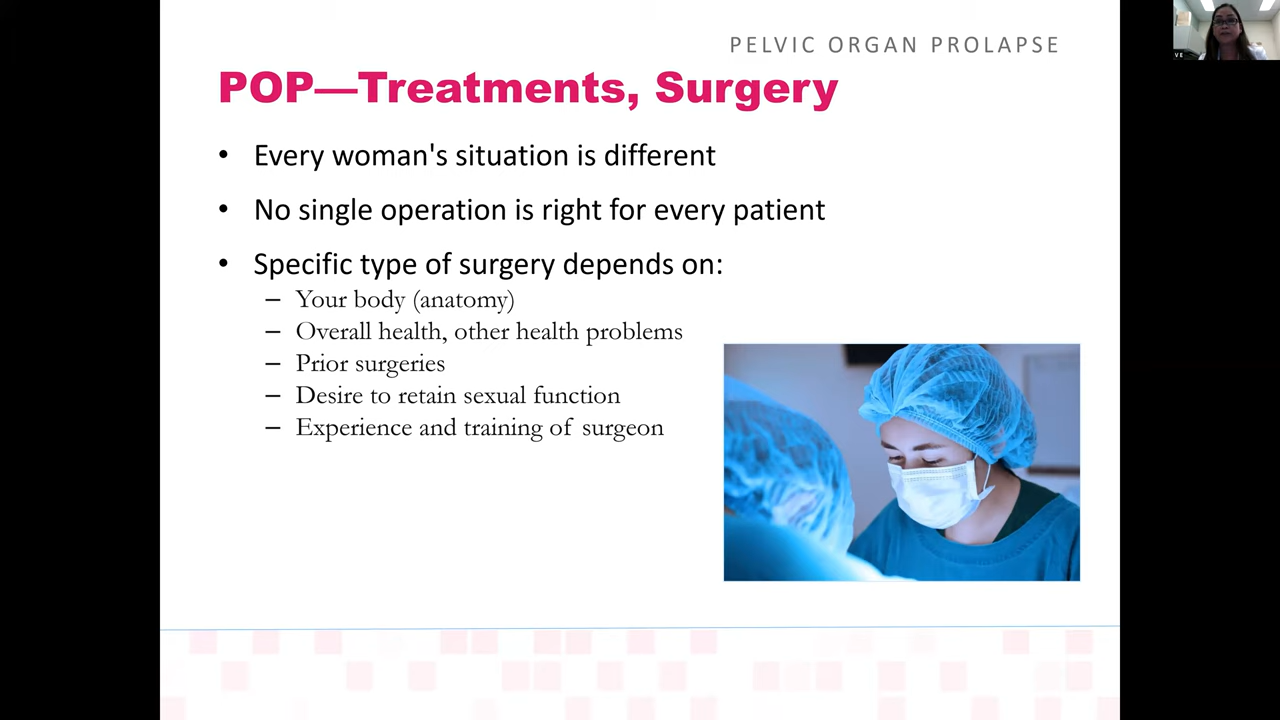 PELVIC ORGAN PROLAPSE
POP—Treatments, Surgery
• Every woman's situation is different
• No single operation is right for every patient
• Specific type of surgery depends on:
– Your body (anatomy)
– Overall health, other health problems
– Prior surgeries
– Desire to retain sexual function
– Experience and training of surgeon